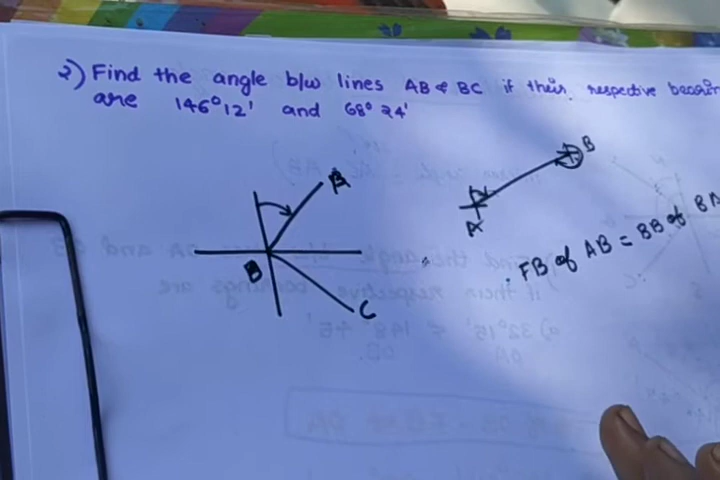 2) Find the angle b/w lines AB & BC if their respective bearin
are 146°12' and 68°24'
B
A
B
C
B
A
FB of AB = BB of BA